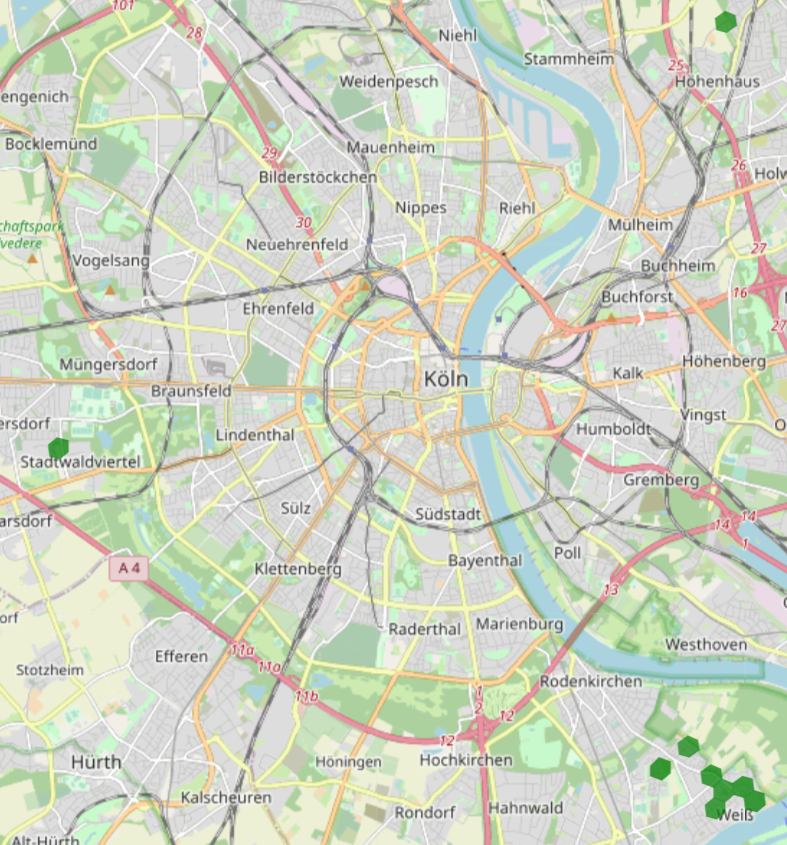 101
28
Niehl
Stammheim
25
Höhenhaus
Weidenpesch
engenich
Bocklemünd
29
Mauenheim
26
Holw
Bilderstöckchen
Nippes
Riehl
30
Mülheim
chaftspark
vedere
Neuehrenfeld
27
Vogelsang
Buchheim
16
Buchforst
Ehrenfeld
27
Müngersdorf
Köln
Kalk
Höhenberg
Braunsfeld
ersdorf
Vingst
O
Lindenthal
Humboldt
Stadtwaldviertel
Gremberg
Sülz
Südstadt
14
14
arsdorf
1
Poll
Bayenthal
A 4
Klettenberg
13
orf
Raderthal
Marienburg
Westhoven
Efferen
11a
11a
Stotzheim
Rodenkirchen
11b
1
2
12
12
Hürth
Höningen
Hochkirchen
Kalscheuren
Rondorf
Hahnwald
Weiß
Alt-Hürth